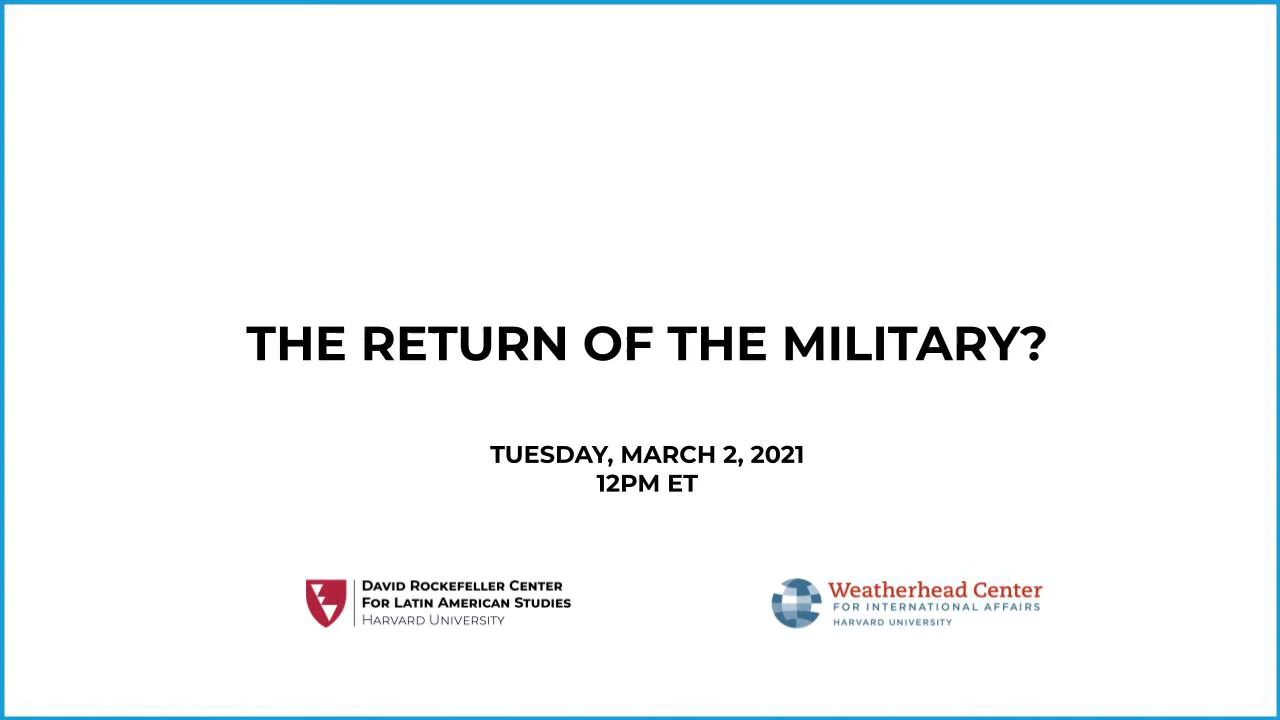 THE RETURN OF THE MILITARY?
TUESDAY, MARCH 2, 2021
12PM ET
DAVID ROCKEFELLER CENTER
FOR LATIN AMERICAN STUDIES
HARVARD UNIVERSITY
Weatherhead Center
FOR INTERNATIONAL AFFAIRS
HARVARD UNIVERSITY